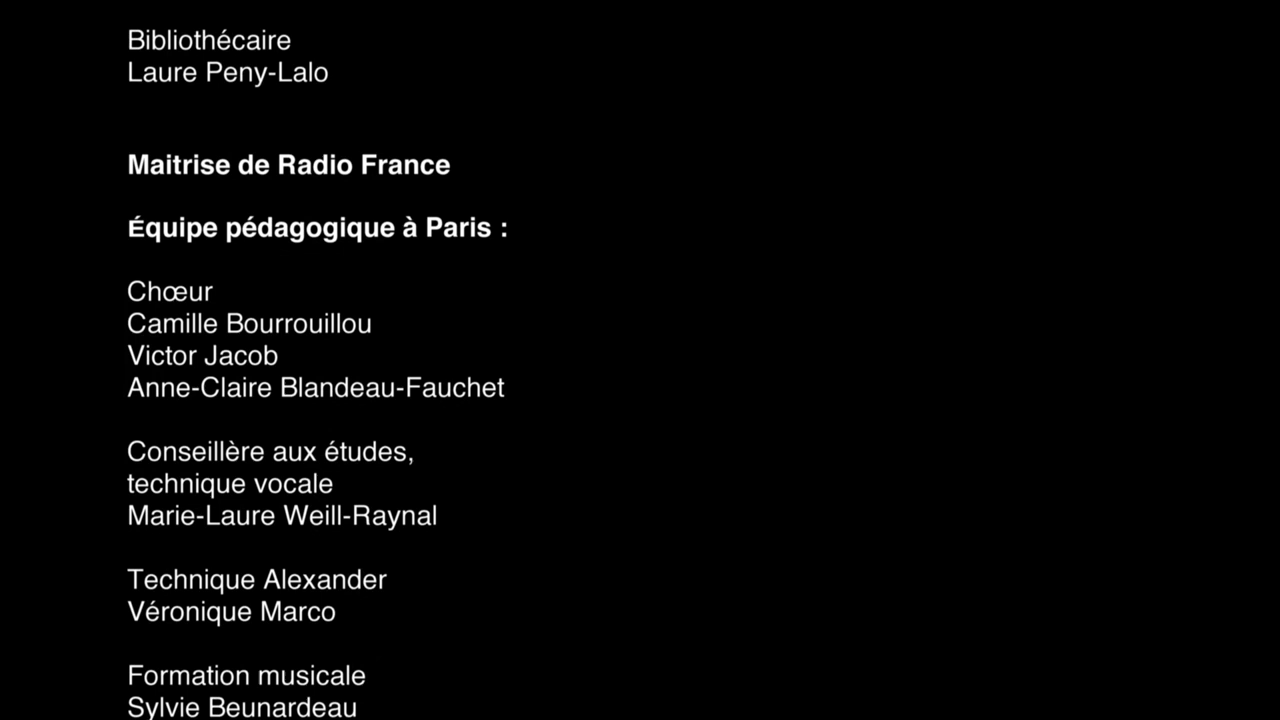 Bibliothécaire
Laure Peny-Lalo
Maitrise de Radio France
Équipe pédagogique à Paris :
Chœur
Camille Bourrouillou
Victor Jacob
Anne-Claire Blandeau-Fauchet
Conseillère aux études,
technique vocale
Marie-Laure Weill-Raynal
Technique Alexander
Véronique Marco
Formation musicale
Sylvie Beunardeau